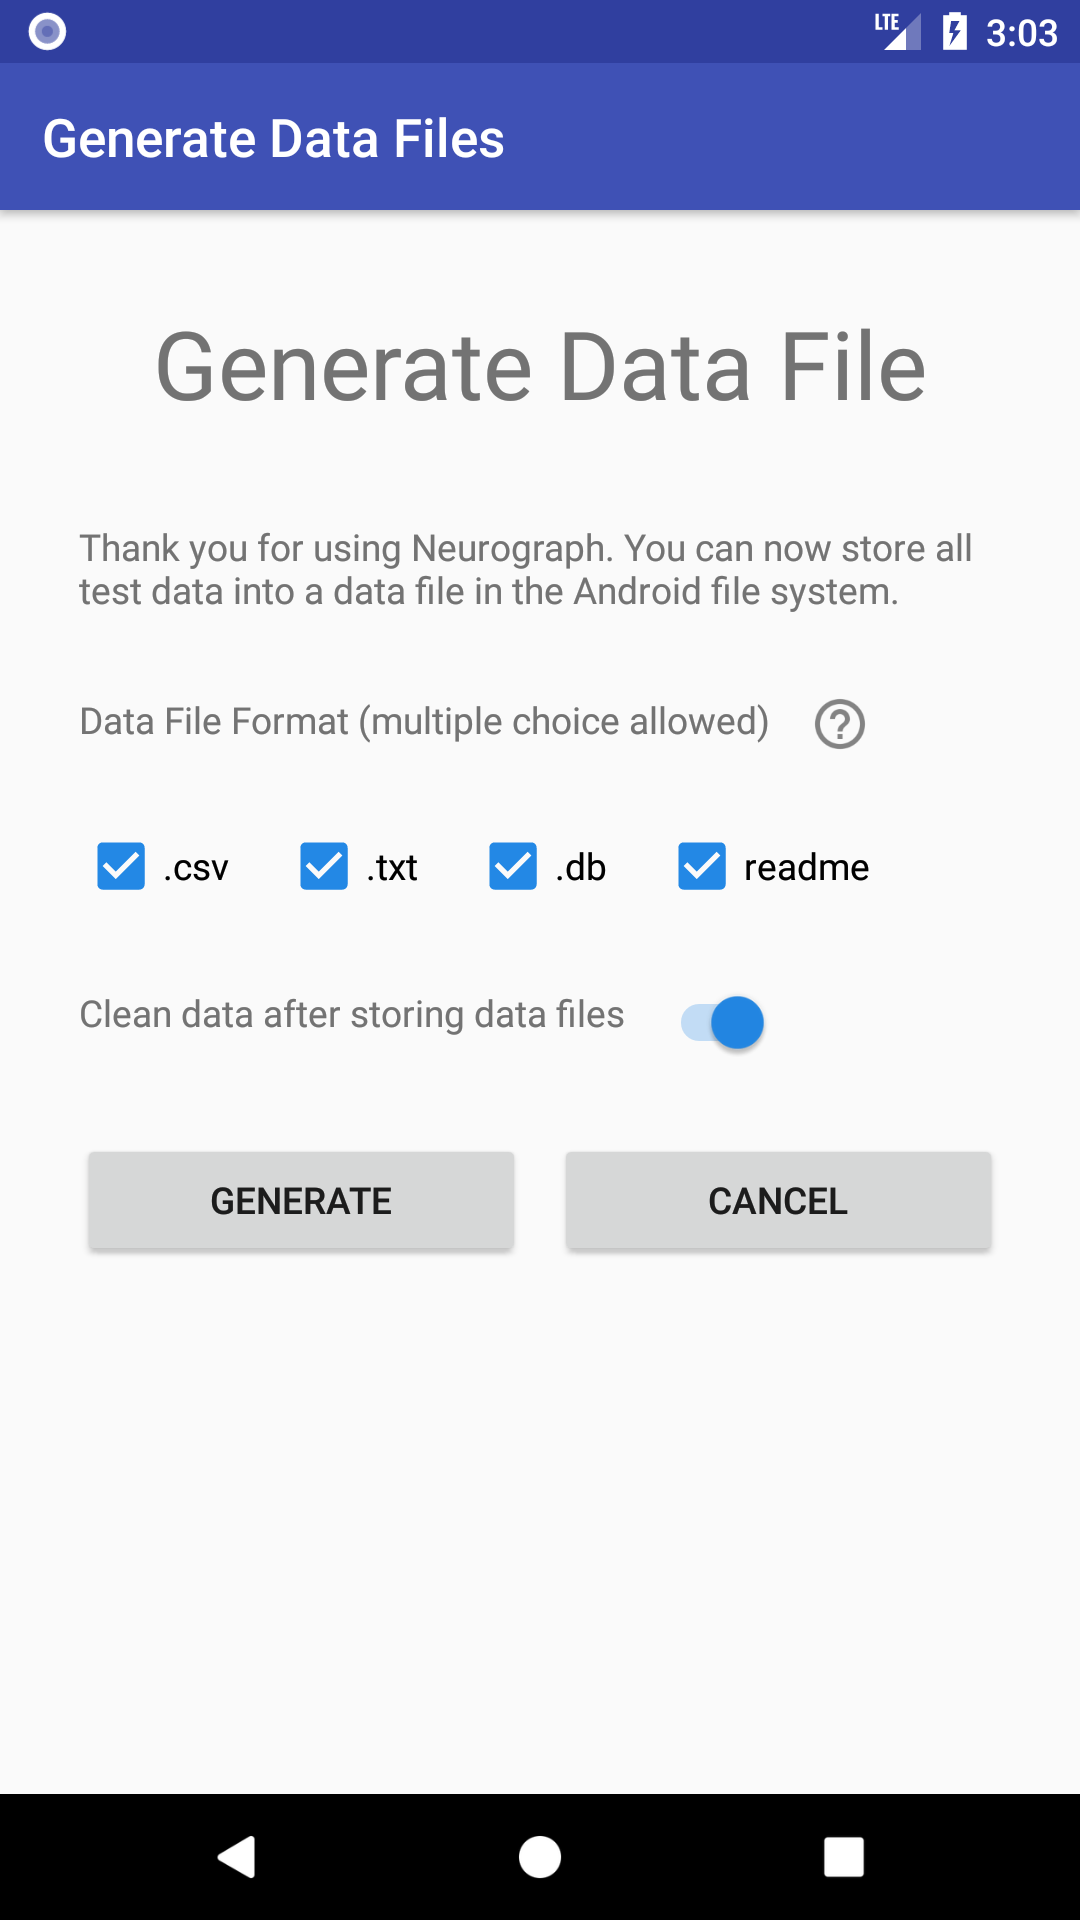 LTE 3:03
Generate Data Files
Generate Data File
Thank you for using Neurograph. You can now store all
test data into a data file in the Android file system.
Data File Format (multiple choice allowed) ?
.csv .txt .db readme
Clean data after storing data files
GENERATE CANCEL